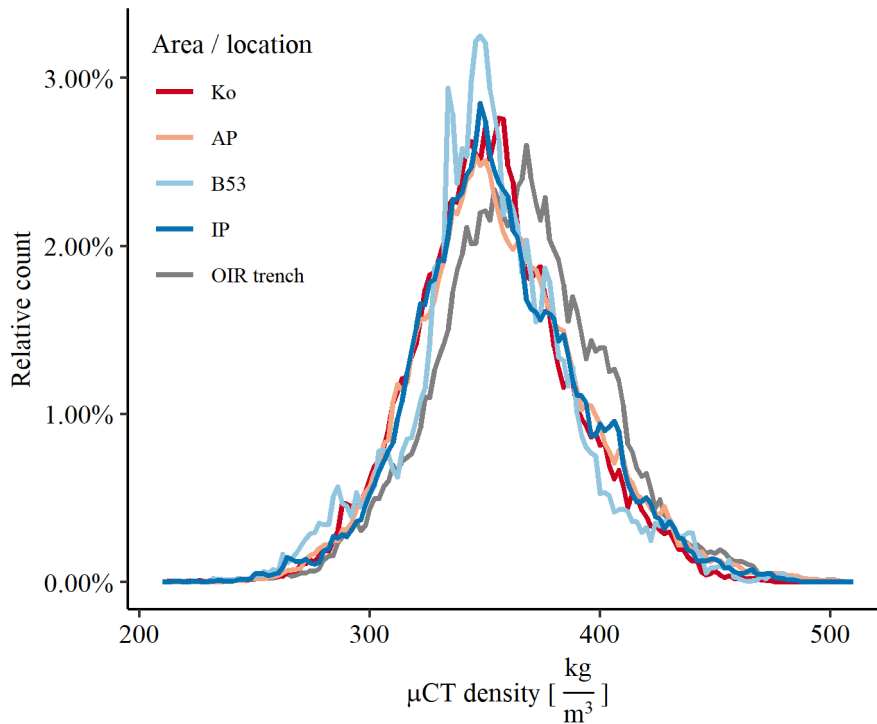 Area / location
Ko
AP
B53
IP
OIR trench
3.00%
2.00%
1.00%
0.00%
Relative count
200
300
400
500
μCT density [ kg/m³ ]